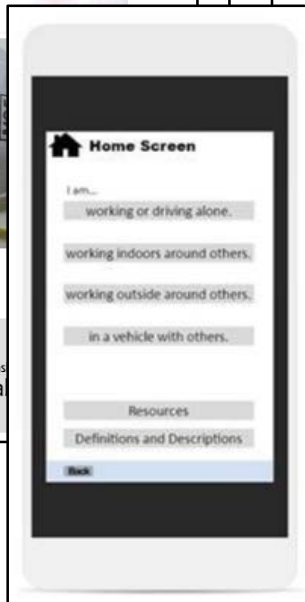 Home Screen
I am...
working or driving alone.
working indoors around others.
working outside around others.
in a vehicle with others.
Resources
Definitions and Descriptions
Back